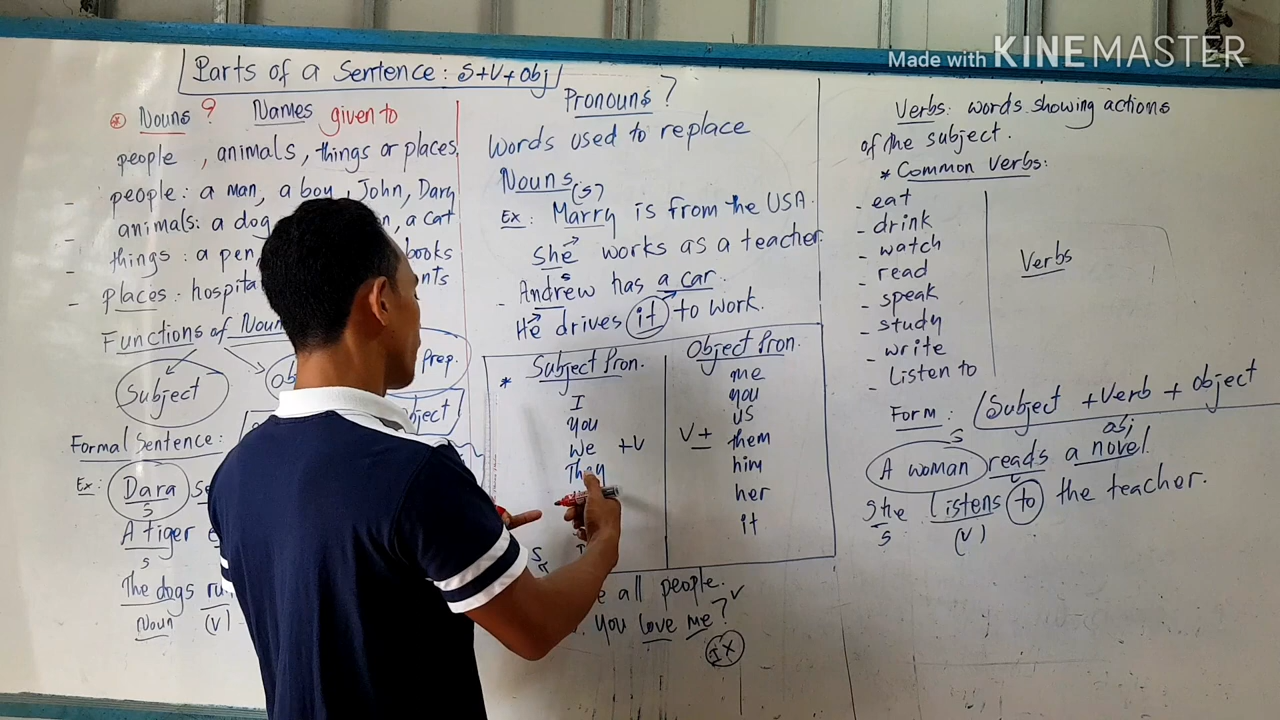 Made with KINEMASTER
Parts of a Sentence: S+V+Obj
Nouns ? Names given to
people, animals, things or places
- people: a man, a boy, John, Dary
- animals: a dog a cat
- things: a pen books
- places: hospita nts
Functions of Noun
Subject
prep.
bject
Formal Sentence:
Ex: Dara
S
A tiger
S
The dogs ru
Noun (V)
Pronouns ?
Words used to replace
Nouns.
(S)
Ex: Marry is from the USA.
She works as a teacher.
S
- Andrew has a car.
He drives it to work.
* Subject Pron.
I
You
We +V
They
S
Object Pron.
me
you
us
V+ them
him
her
it
all people.
You love me?
I X
Verbs: words showing actions
of the subject.
* Common Verbs:
- eat
- drink
- watch
- read
- speak
- study
- write
- Listen to
Verbs
Form: Subject + Verb + object
S
A woman reads a novel.
V
She listens to the teacher.
S (V)